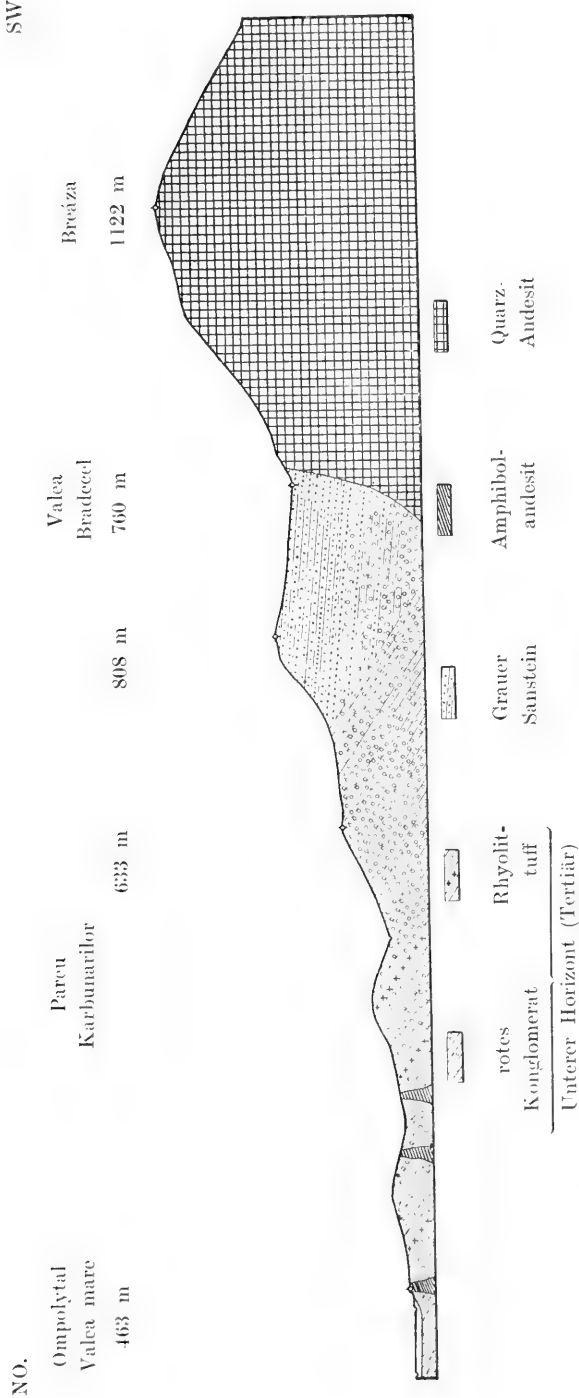 NO.
SW
Ompolytal
Valea mare
463 m
Pareu
Karbunarilor
633 m
808 m
Valea
Bradecel
760 m
Breáza
1122 m
rotes
Konglomerat
Rhyolit-
tuff
Unterer Horizont (Tertiär)
Grauer
Sanstein
Amphibol-
andesit
Quarz-
Andesit